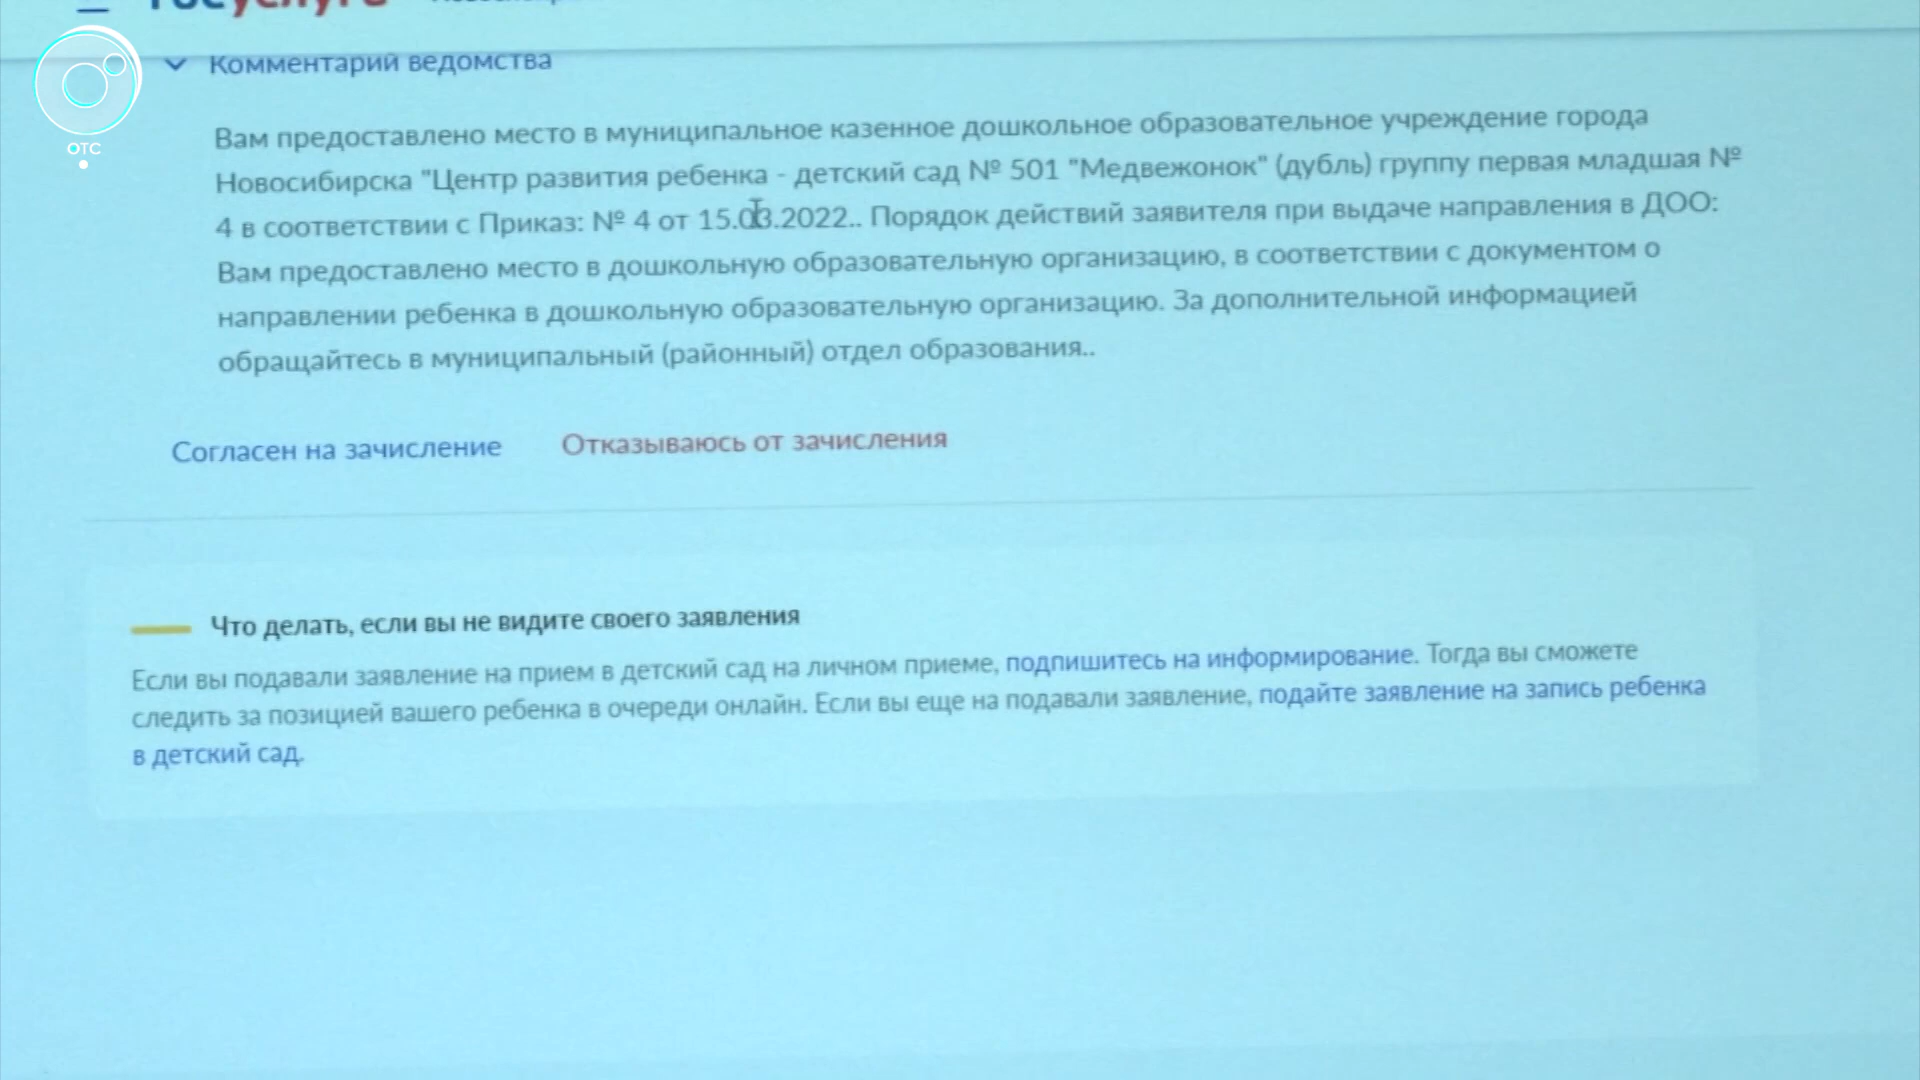 госуслуги
Комментарий ведомства
ОТС
Вам предоставлено место в муниципальное казенное дошкольное образовательное учреждение города
Новосибирска "Центр развития ребенка - детский сад № 501 "Медвежонок" (дубль) группу первая младшая №
4 в соответствии с Приказ: № 4 от 15.03.2022.. Порядок действий заявителя при выдаче направления в ДОО:
Вам предоставлено место в дошкольную образовательную организацию, в соответствии с документом о
направлении ребенка в дошкольную образовательную организацию. За дополнительной информацией
обращайтесь в муниципальный (районный) отдел образования..
Согласен на зачисление Отказываюсь от зачисления
Что делать, если вы не видите своего заявления
Если вы подавали заявление на прием в детский сад на личном приеме, подпишитесь на информирование. Тогда вы сможете
следить за позицией вашего ребенка в очереди онлайн. Если вы еще на подавали заявление, подайте заявление на запись ребенка
в детский сад.